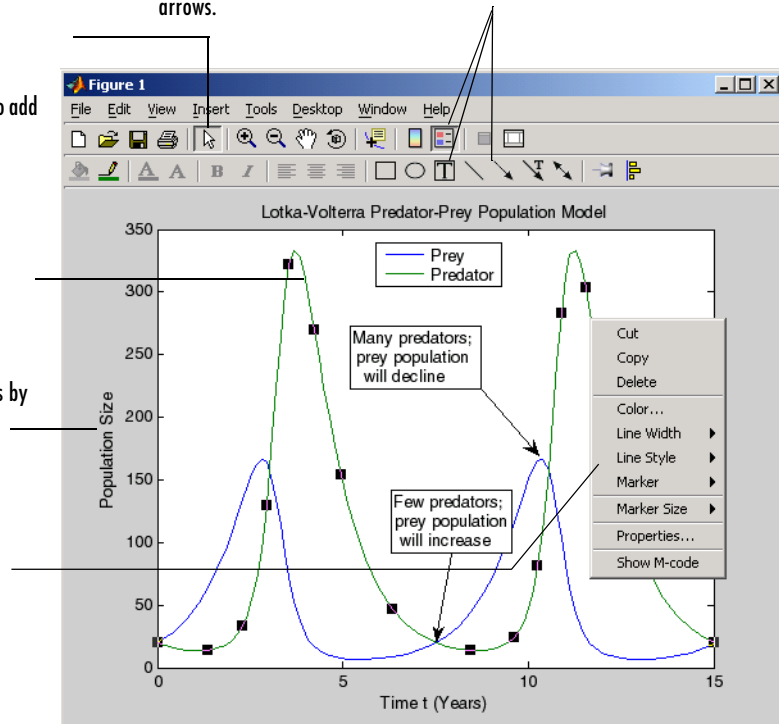 arrows.
o add
s by
Figure 1
File Edit View Insert Tools Desktop Window Help
A A B I T T
Lotka-Volterra Predator-Prey Population Model
350
300
250
200
150
100
50
0
Population Size
Prey
Predator
Many predators;
prey population
will decline
Few predators;
prey population
will increase
Cut
Copy
Delete
Color...
Line Width
Line Style
Marker
Marker Size
Properties...
Show M-code
0 5 10 15
Time t (Years)